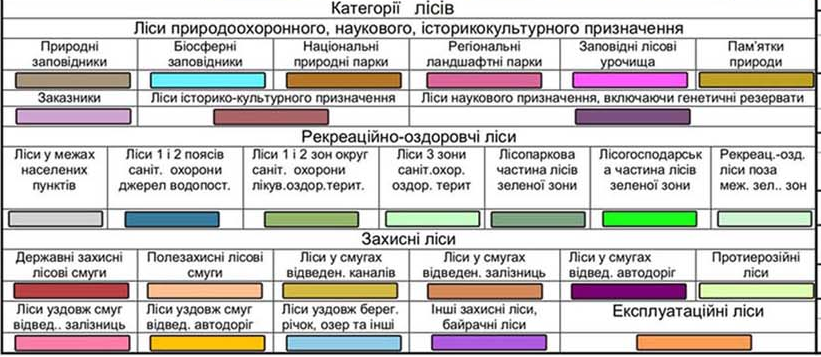 Категорії лісів
Ліси природоохоронного, наукового, історикокультурного призначення
Природні заповідники
Біосферні заповідники
Національні природні парки
Регіональні ландшафтні парки
Заповідні лісові урочища
Пам'ятки природи
Заказники
Ліси історико-культурного призначення
Ліси наукового призначення, включаючи генетичні резервати
Рекреаційно-оздоровчі ліси
Ліси у межах населених пунктів
Ліси 1 і 2 поясів саніт. охорони джерел водопост.
Ліси 1 і 2 зон округ саніт. охорони лікув.оздор.терит.
Ліси 3 зони саніт.охор. оздор. терит
Лісопаркова частина лісів зеленої зони
Лісогосподарськ а частина лісів зеленої зони
Рекреац.-озд. ліси поза меж. зел.. зон
Захисні ліси
Державні захисні лісові смуги
Полезахисні лісові смуги
Ліси у смугах відведен. каналів
Ліси у смугах відведен. залізниць
Ліси у смугах відвед. автодоріг
Протиерозійні ліси
Ліси уздовж смуг відвед.. залізниць
Ліси уздовж смуг відвед. автодоріг
Ліси уздовж берег. річок, озер та інші
Інші захисні ліси, байрачні ліси
Експлуатаційні ліси